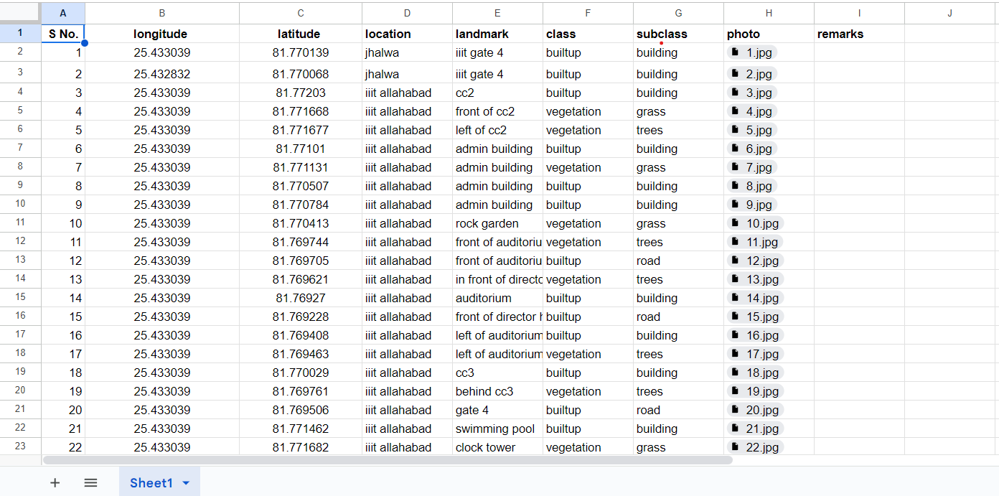 A B C D E F G H I J
1 S No. longitude latitude location landmark class subclass photo remarks
2 1 25.433039 81.770139 jhalwa iiit gate 4 builtup building 1.jpg
3 2 25.432832 81.770068 jhalwa iiit gate 4 builtup building 2.jpg
4 3 25.433039 81.77203 iiit allahabad cc2 builtup building 3.jpg
5 4 25.433039 81.771668 iiit allahabad front of cc2 vegetation grass 4.jpg
6 5 25.433039 81.771677 iiit allahabad left of cc2 vegetation trees 5.jpg
7 6 25.433039 81.77101 iiit allahabad admin building builtup building 6.jpg
8 7 25.433039 81.771131 iiit allahabad admin building vegetation grass 7.jpg
9 8 25.433039 81.770507 iiit allahabad admin building builtup building 8.jpg
10 9 25.433039 81.770784 iiit allahabad admin building builtup building 9.jpg
11 10 25.433039 81.770413 iiit allahabad rock garden vegetation grass 10.jpg
12 11 25.433039 81.769744 iiit allahabad front of auditoriu vegetation trees 11.jpg
13 12 25.433039 81.769705 iiit allahabad front of auditoriu builtup road 12.jpg
14 13 25.433039 81.769621 iiit allahabad in front of directo vegetation trees 13.jpg
15 14 25.433039 81.76927 iiit allahabad auditorium builtup building 14.jpg
16 15 25.433039 81.769228 iiit allahabad front of director h builtup road 15.jpg
17 16 25.433039 81.769408 iiit allahabad left of auditorium builtup building 16.jpg
18 17 25.433039 81.769463 iiit allahabad left of auditorium vegetation trees 17.jpg
19 18 25.433039 81.770029 iiit allahabad cc3 builtup building 18.jpg
20 19 25.433039 81.769761 iiit allahabad behind cc3 vegetation trees 19.jpg
21 20 25.433039 81.769506 iiit allahabad gate 4 builtup road 20.jpg
22 21 25.433039 81.771462 iiit allahabad swimming pool builtup building 21.jpg
23 22 25.433039 81.771682 iiit allahabad clock tower vegetation grass 22.jpg
Sheet1